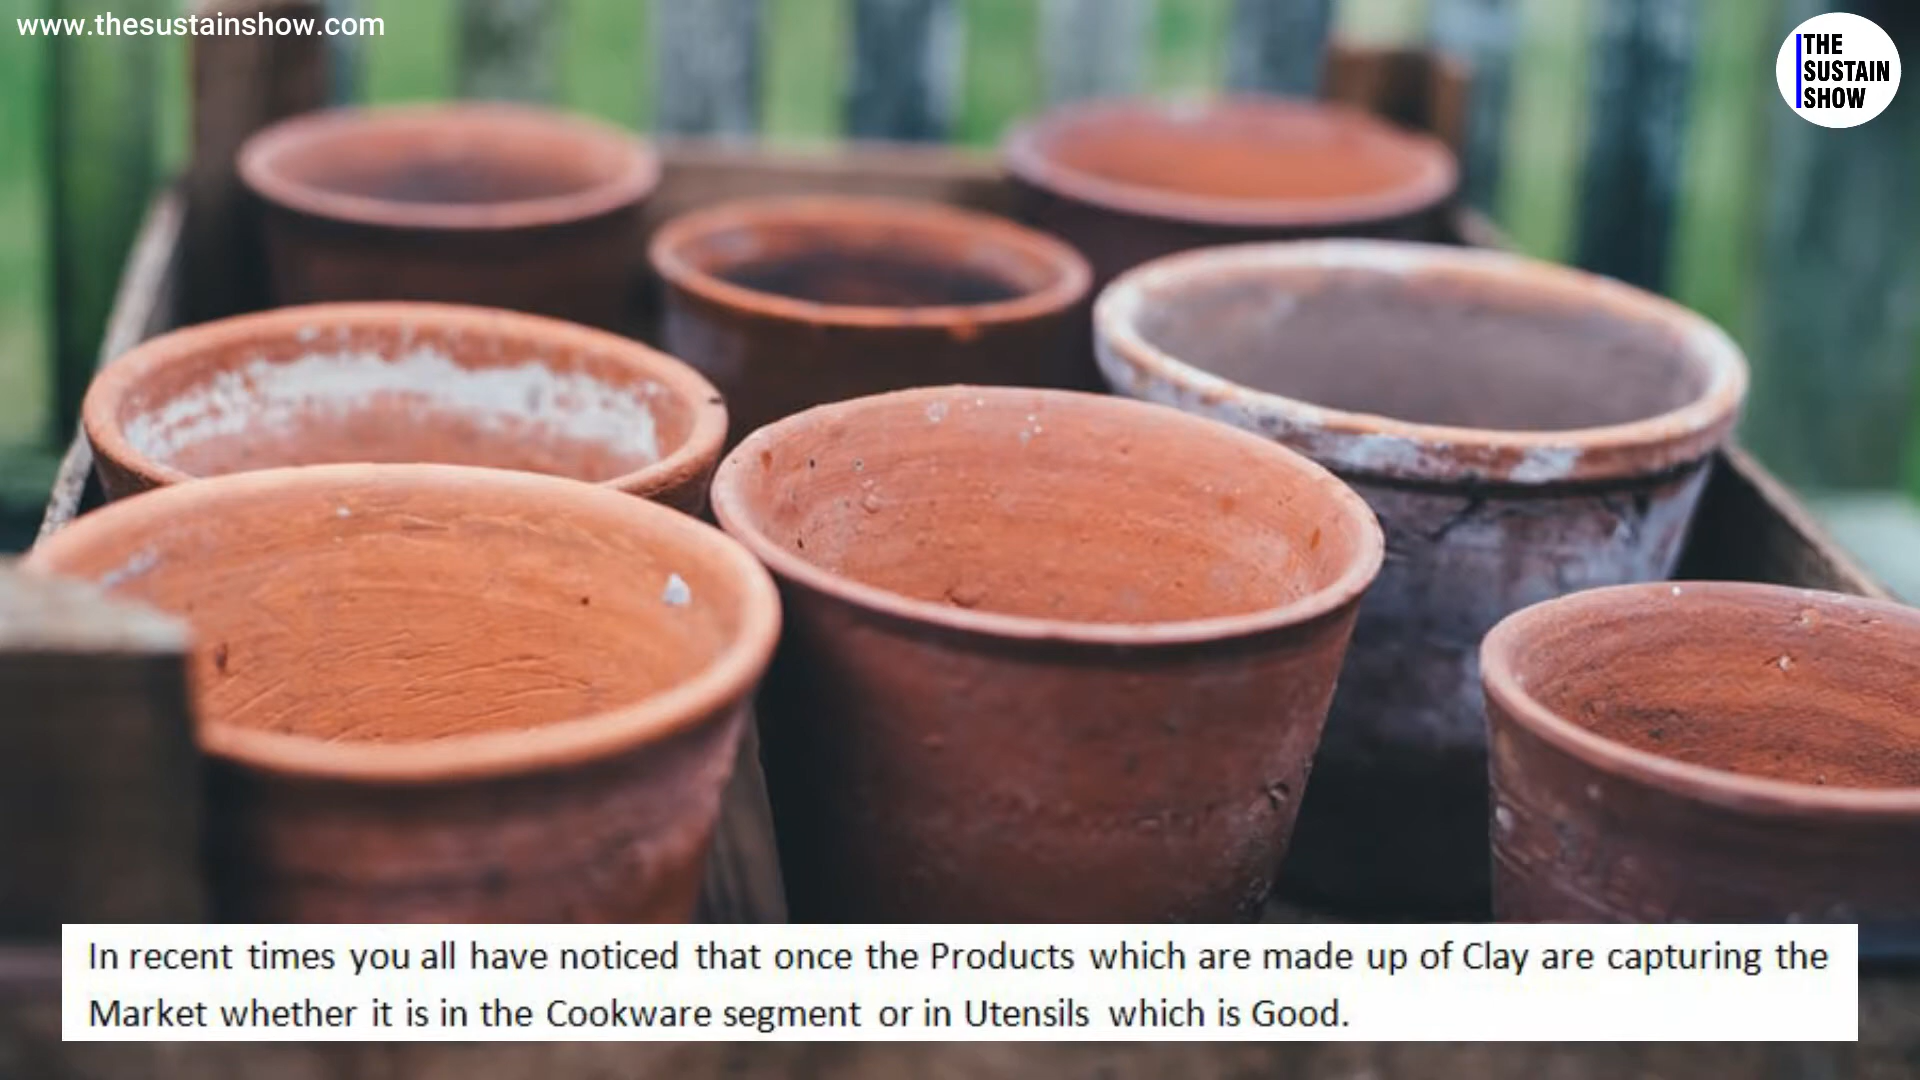 www.thesustainshow.com
THE
SUSTAIN
SHOW
In recent times you all have noticed that once the Products which are made up of Clay are capturing the
Market whether it is in the Cookware segment or in Utensils which is Good.